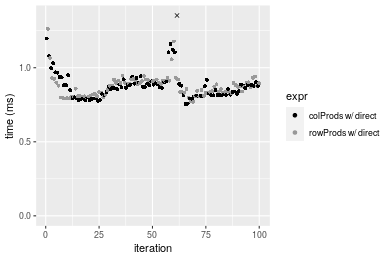 1.0
0.5
0.0
0
25
50
75
100
iteration
time (ms)
expr
colProds w/ direct
rowProds w/ direct